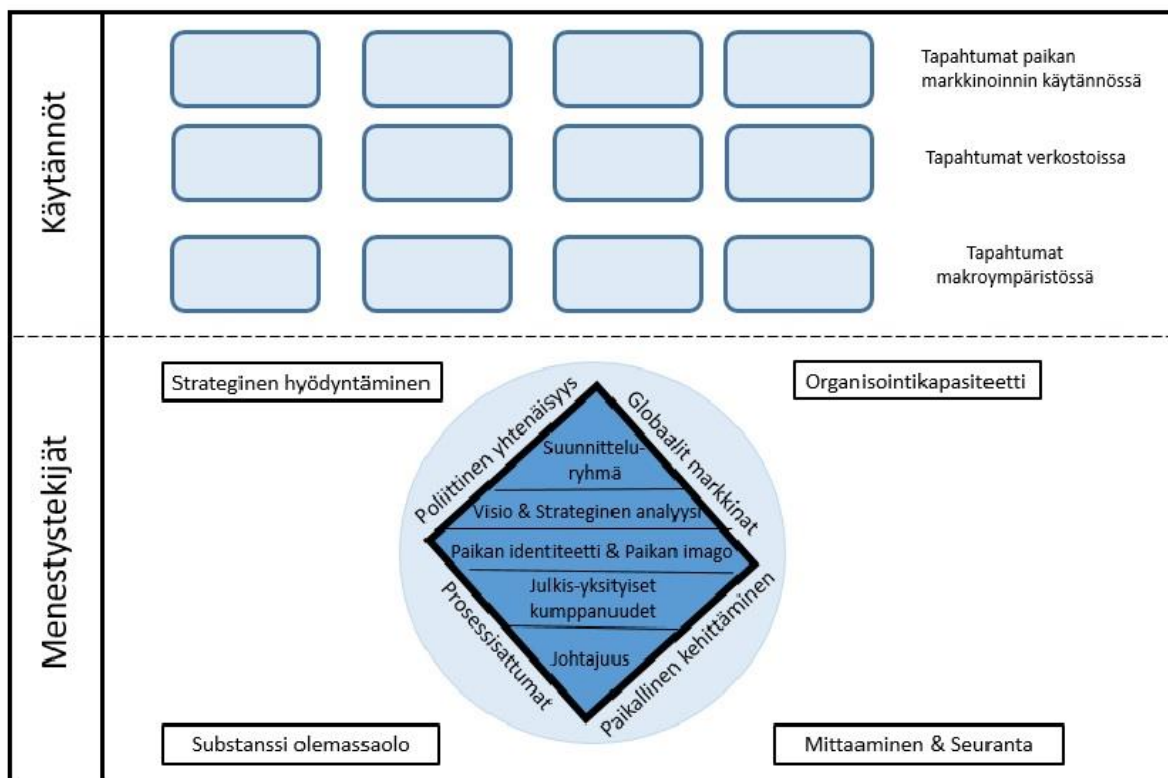 Käytännöt
Tapahtumat paikan
markkinoinnin käytännössä
Tapahtumat verkostoissa
Tapahtumat
makroympäristössä
Menestystekijät
Strateginen hyödyntäminen
Organisointikapasiteetti
Poliittinen yhtenäisyys
Globaalit markkinat
Suunnittelu-
ryhmä
Visio & Strateginen analyysi
Paikan identiteetti & Paikan imago
Julkis-yksityiset
kumppanuudet
Johtajuus
Prosessisattumat
Paikallinen kehittäminen
Substanssi olemassaolo
Mittaaminen & Seuranta